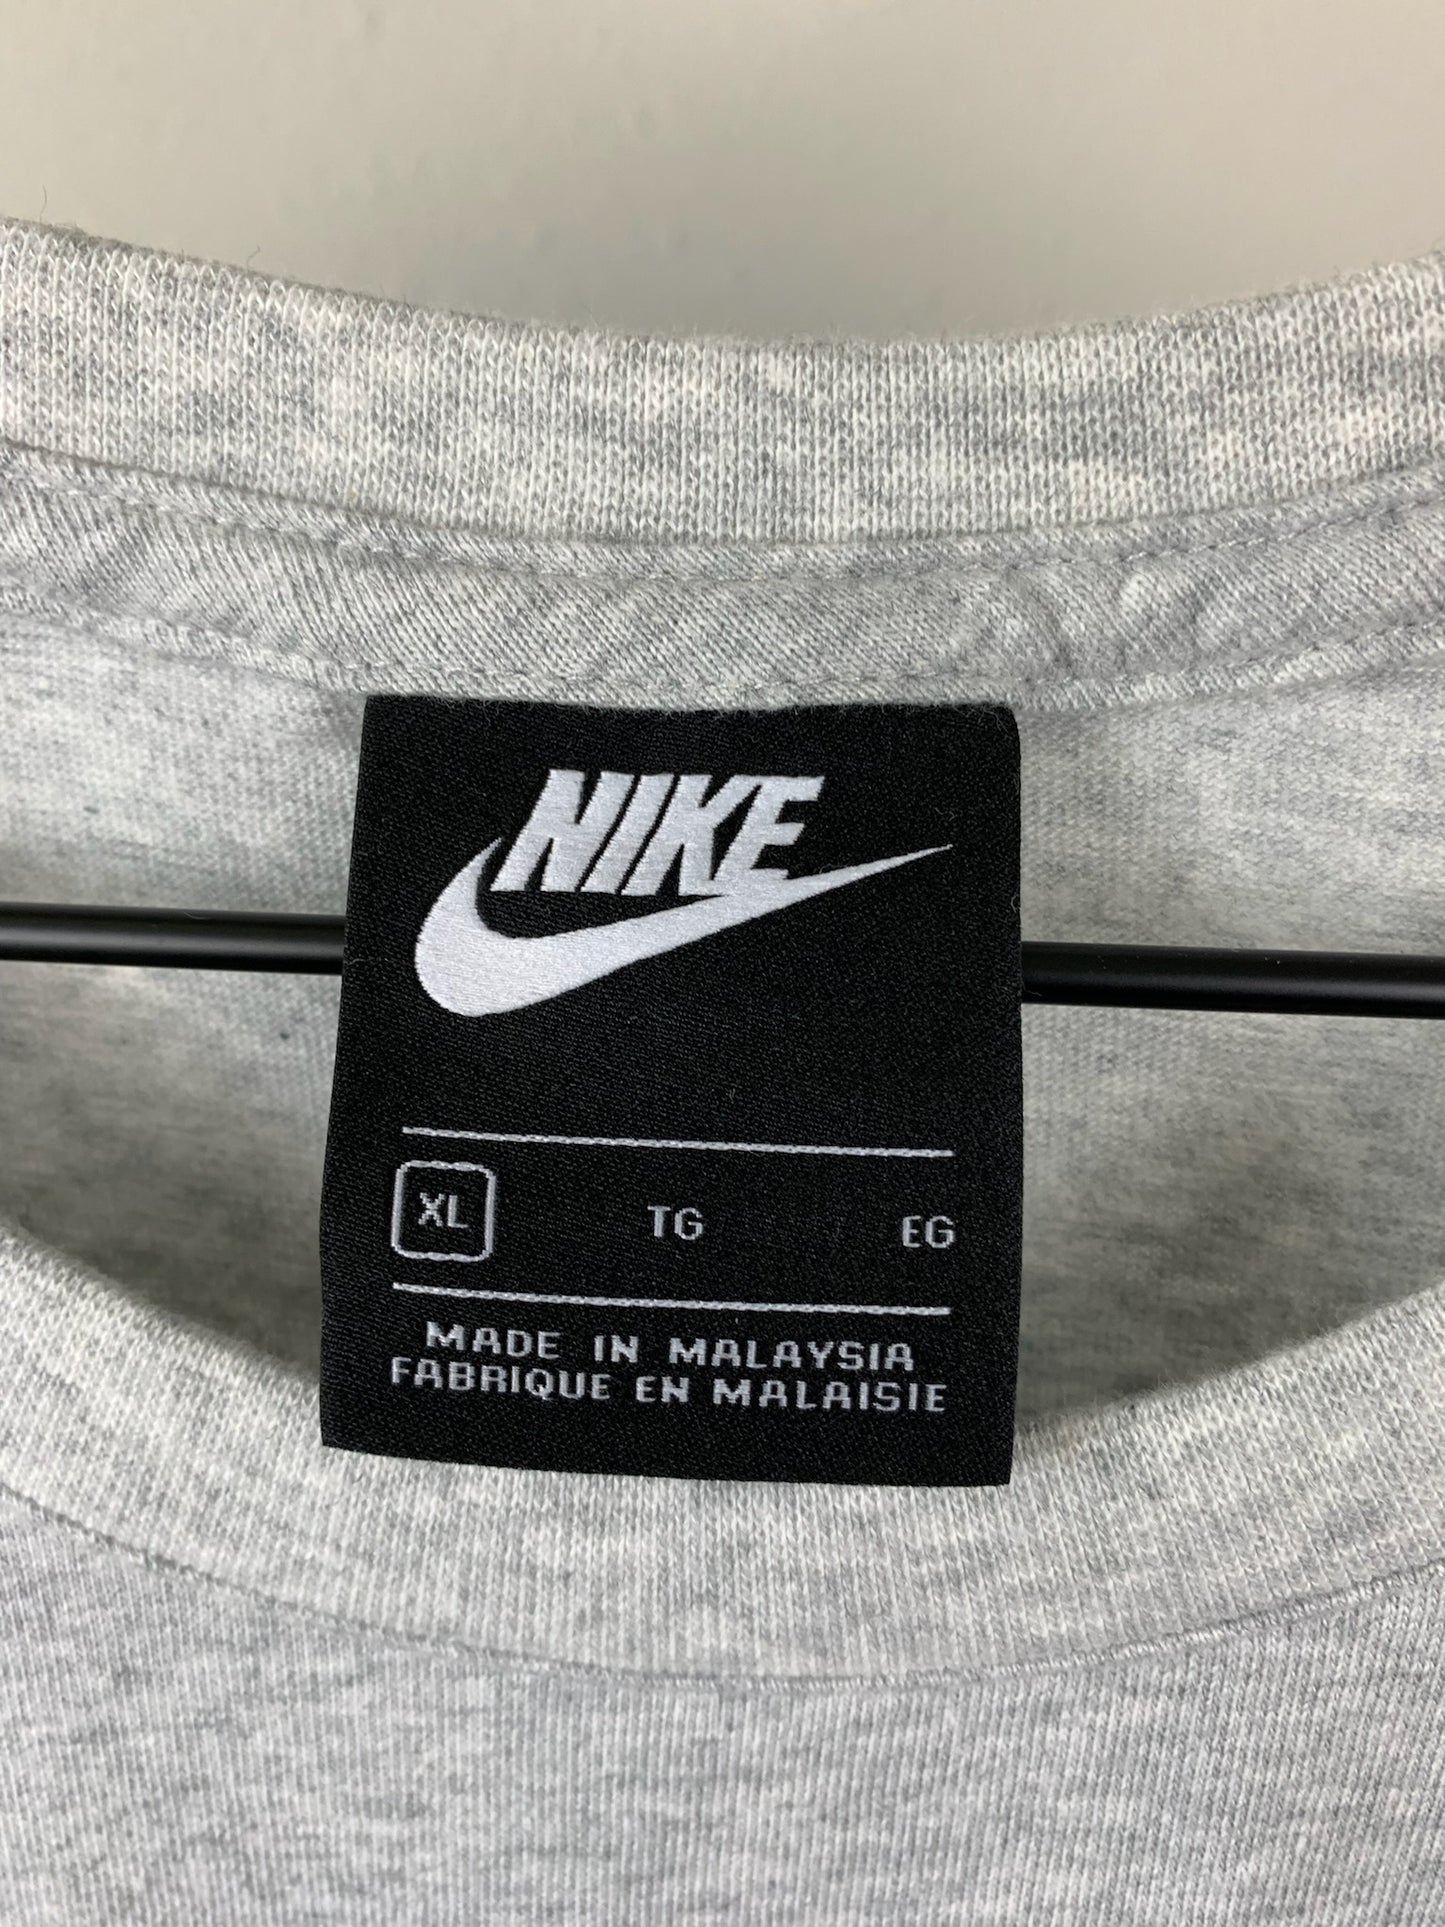 NIKE
XL TG EG
MADE IN MALAYSIA
FABRIQUE EN MALAISIE